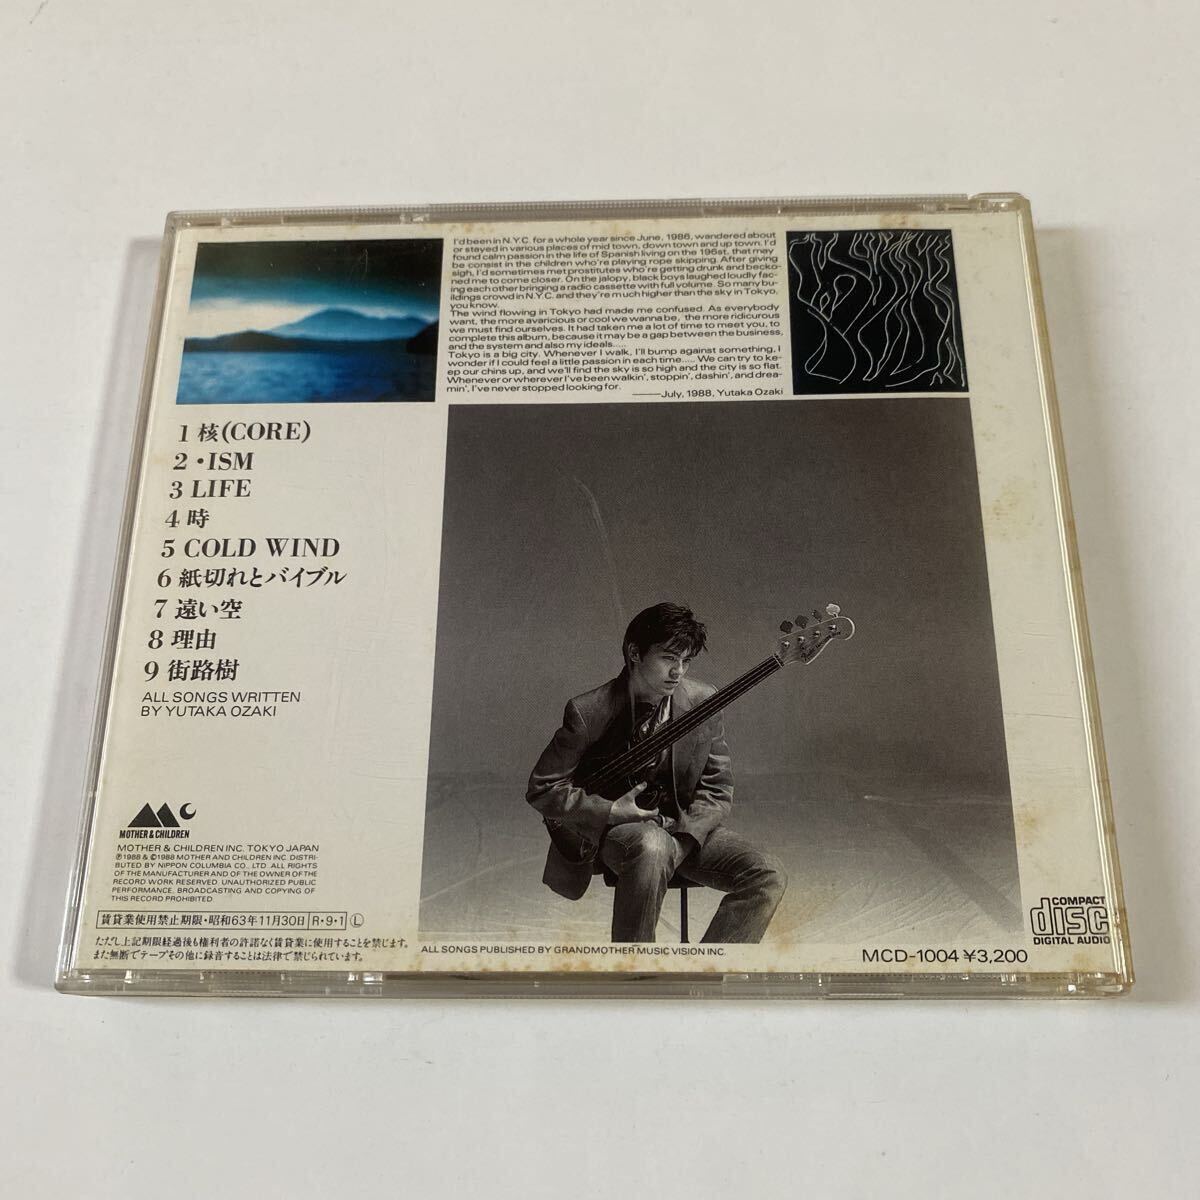 I'd been in N.Y.C. for a whole year since June, 1986, wandered about
or stayed in various places of mid town, down town and up town. I'd
found calm passion in the life of Spanish living on the 196st, that may
be consist in the children who're playing rope skipping. After giving
sigh, I'd sometimes met prostitutes who're getting drunk and becko-
ned me to come closer. On the jalopy, black boys laughed loudly fac-
ing each other bringing a radio cassette with full volume. So many bu-
ildings crowd in N.Y.C. and they're much higher than the sky in Tokyo,
you know.
The wind flowing in Tokyo had made me confused. As everybody
want, the more avaricious or cool we wanna be, the more ridicurous
we must find ourselves. It had taken me a lot of time to meet you, to
complete this album, because it may be a gap between the business,
and the system and also my ideals.....
Tokyo is a big city. Whenever I walk, I'll bump against something, I
wonder if I could feel a little passion in each time..... We can try to ke-
ep our chins up, and we'll find the sky is so high and the city is so flat.
Whenever or wherever I've been walkin', stoppin', dashin', and drea-
min', I've never stopped looking for.
——July, 1988, Yutaka Ozaki
1 核(CORE)
2 ・ISM
3 LIFE
4 時
5 COLD WIND
6 紙切れとバイブル
7 遠い空
8 理由
9 街路樹
ALL SONGS WRITTEN
BY YUTAKA OZAKI
MOTHER & CHILDREN
MOTHER & CHILDREN INC. TOKYO JAPAN
℗1988 & ©1988 MOTHER AND CHILDREN INC. DISTRI-
BUTED BY NIPPON COLUMBIA CO., LTD. ALL RIGHTS
OF THE MANUFACTURER AND OF THE OWNER OF THE
RECORD WORK RESERVED. UNAUTHORIZED PUBLIC
PERFORMANCE, BROADCASTING AND COPYING OF
THIS RECORD PROHIBITED.
賃貸業使用禁止期限・昭和63年11月30日 R・9・1 Ⓛ
ただし上記期限経過後も権利者の許諾なく賃貸業に使用することを禁じます。
また無断でテープその他に録音することは法律で禁じられています。
ALL SONGS PUBLISHED BY GRANDMOTHER MUSIC VISION INC.
COMPACT
disc
DIGITAL AUDIO
MCD-1004 ¥3,200